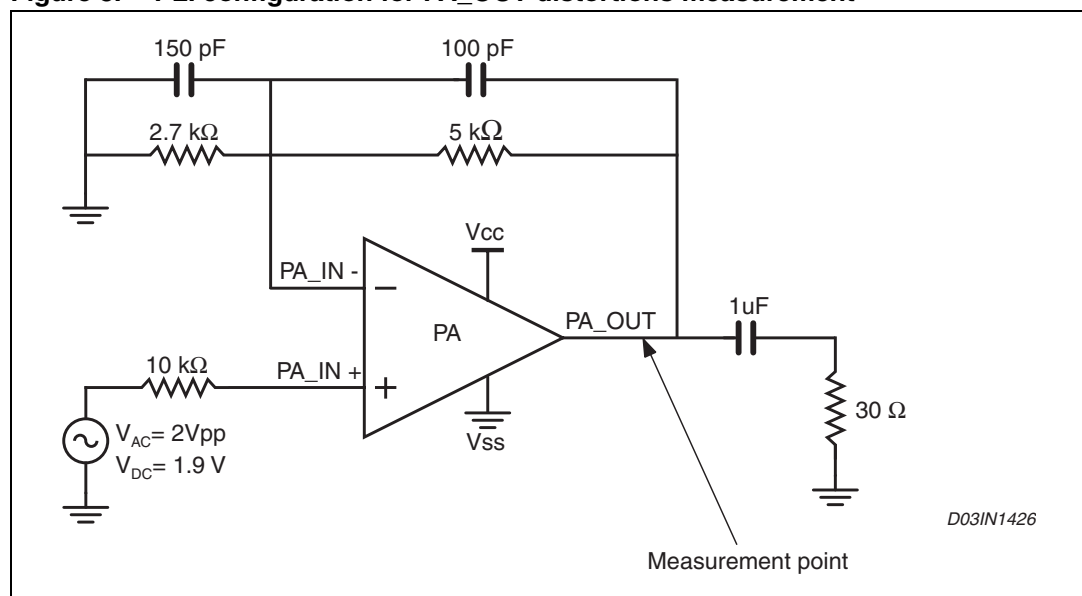 150 pF
100 pF
2.7 kΩ
5 kΩ
Vcc
PA_IN -
−
1uF
PA
PA_OUT
10 kΩ
PA_IN +
+
30 Ω
V_AC= 2Vpp
Vss
V_DC= 1.9 V
D03IN1426
Measurement point